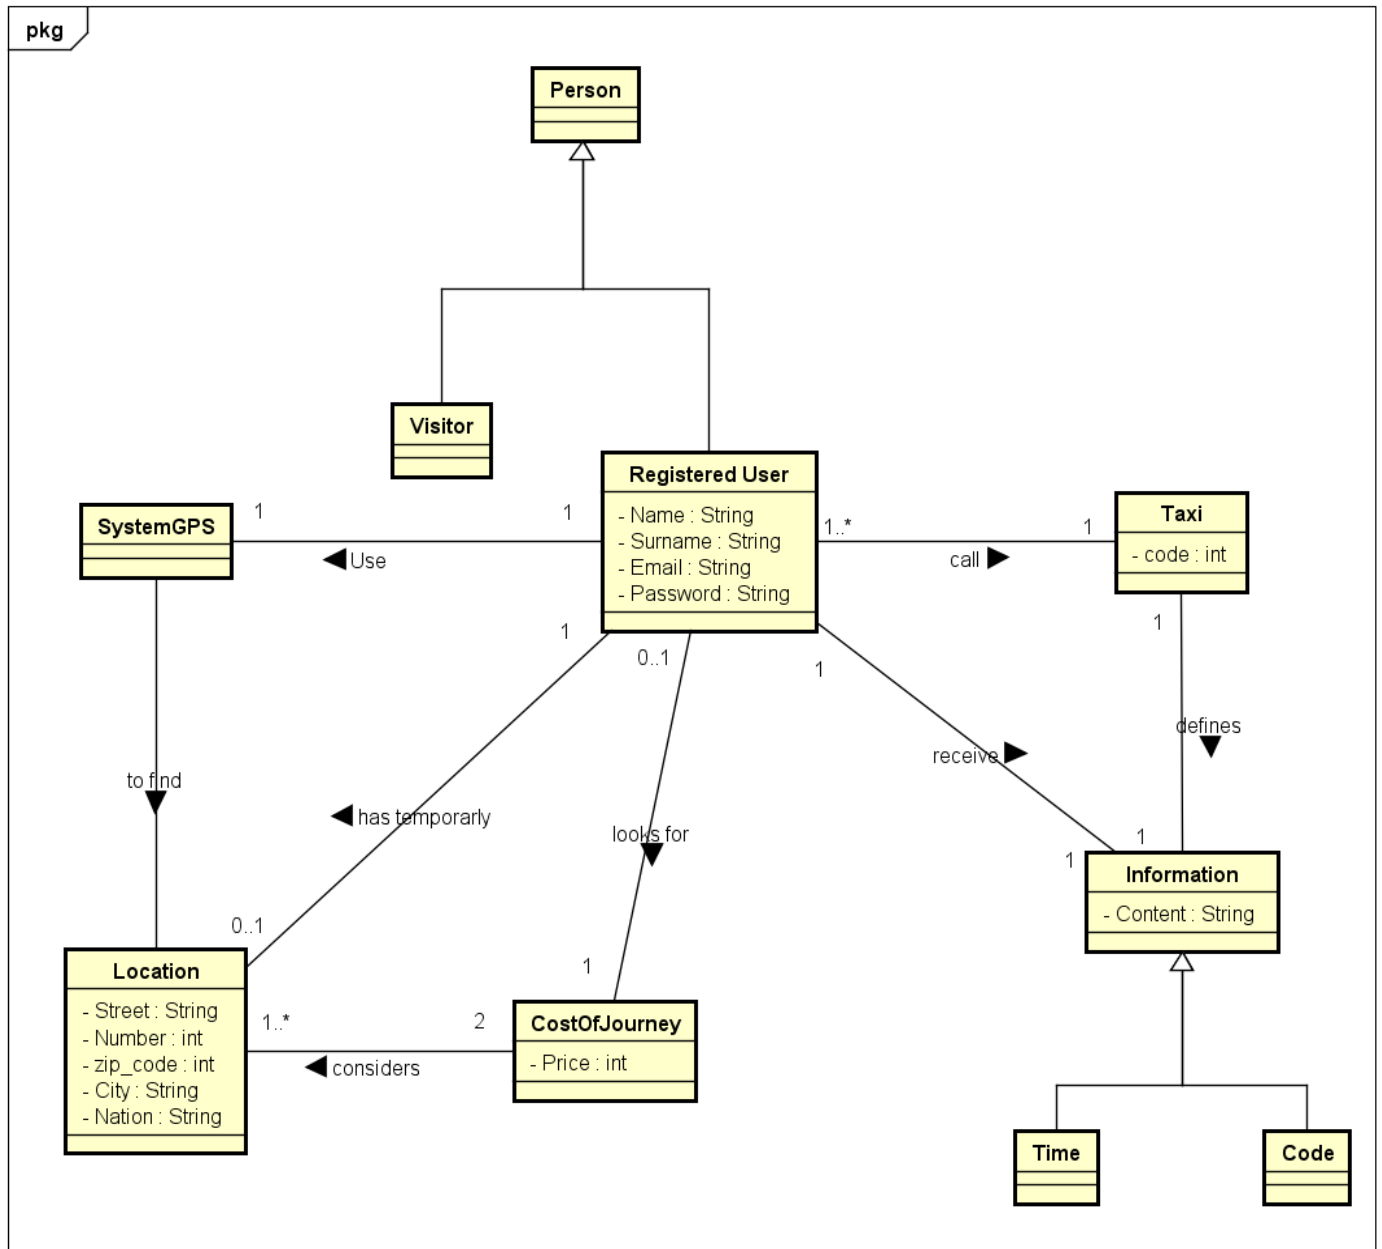 pkg
Person
Visitor
Registered User
- Name : String
- Surname : String
- Email : String
- Password : String
SystemGPS
Taxi
- code : int
1
1
Use
1..*
1
call
1
0..1
1
1
to find
has temporarly
looks for
receive
defines
0..1
1
1
1
Information
- Content : String
Location
- Street : String
- Number : int
- zip_code : int
- City : String
- Nation : String
1..*
2
considers
CostOfJourney
- Price : int
Time
Code